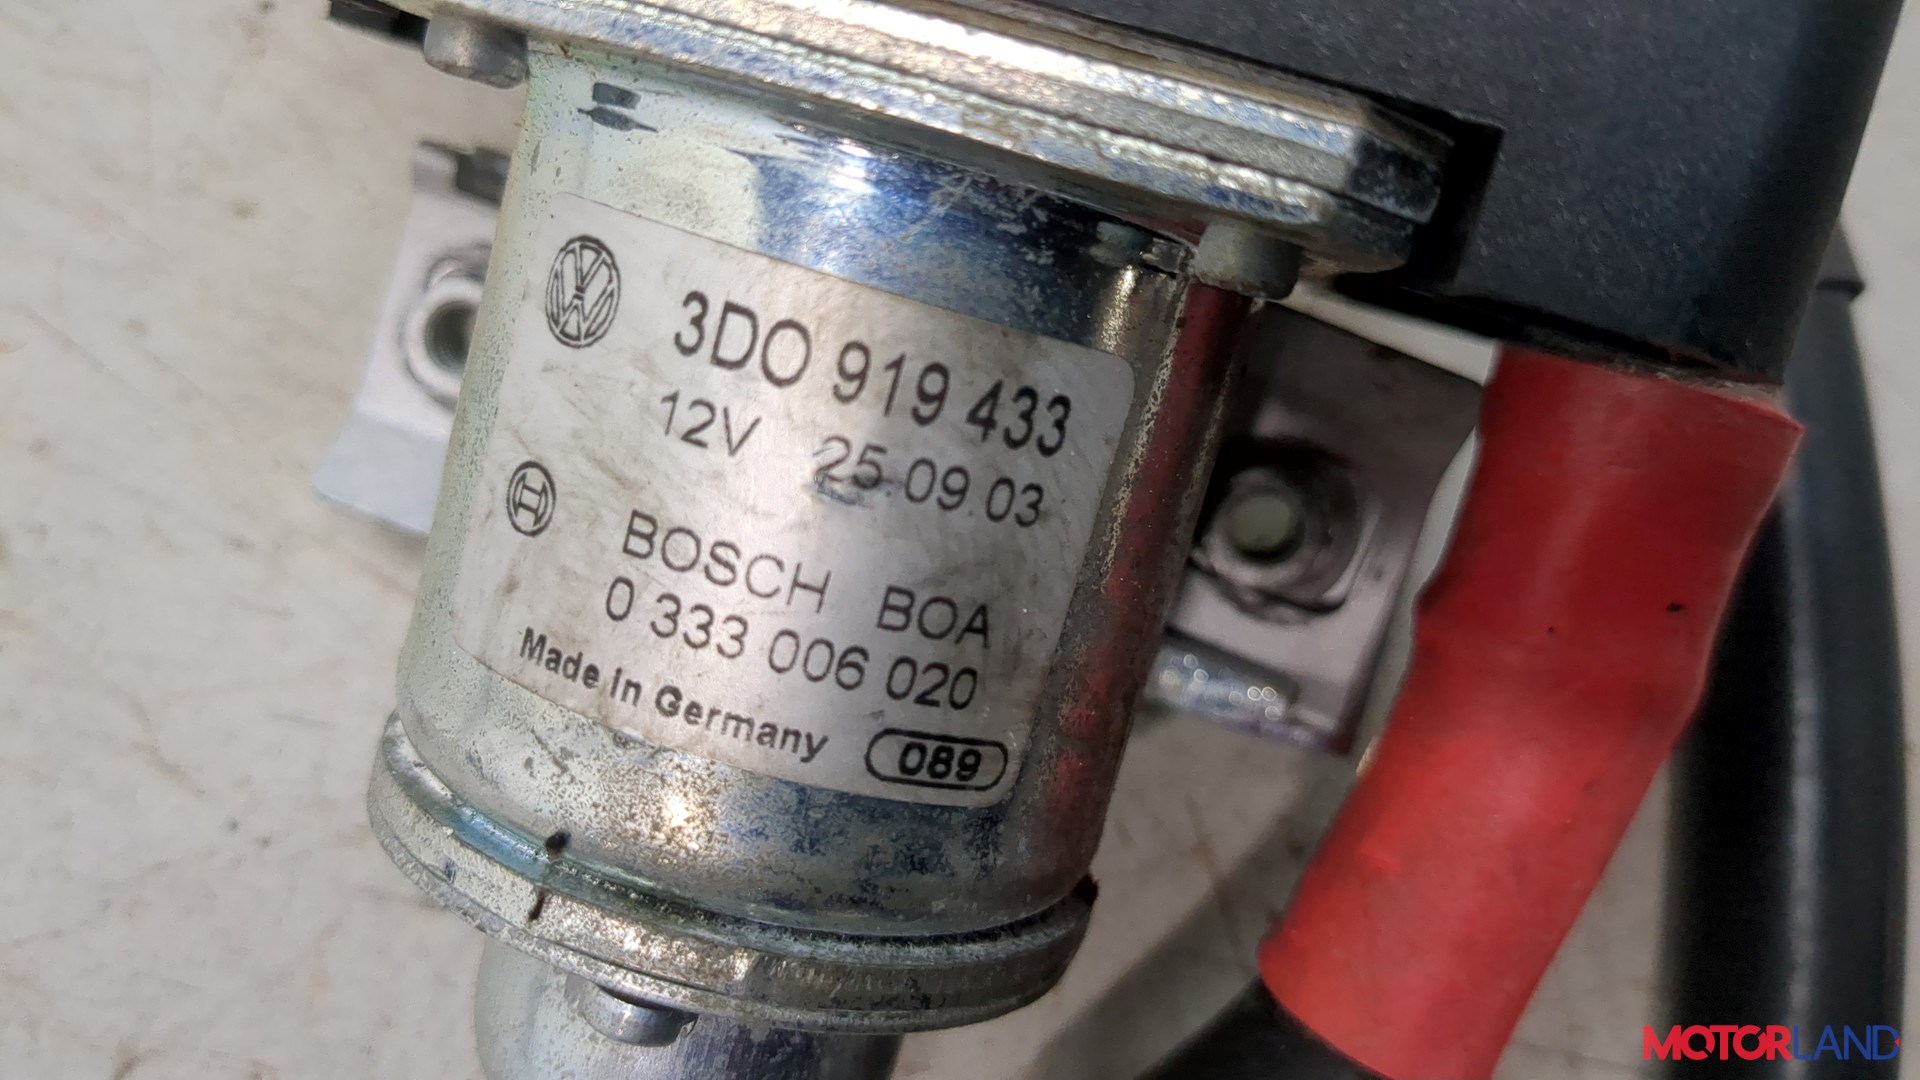 3D0 919 433
12V 25.09.03
BOSCH BOA
0 333 006 020
Made in Germany 089
MOTORLAND